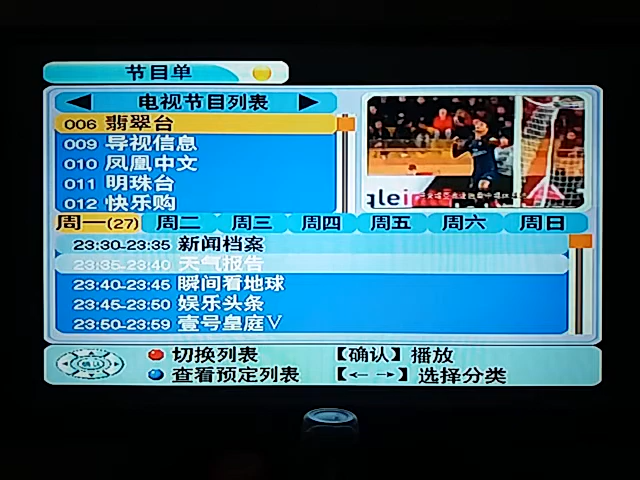 节目单
电视节目列表
006 翡翠台
009 导视信息
010 凤凰中文
011 明珠台
012 快乐购
qlei
周一(27) 周二 周三 周四 周五 周六 周日
23:30-23:35 新闻档案
23:35-23:40 天气报告
23:40-23:45 瞬间看地球
23:45-23:50 娱乐头条
23:50-23:59 壹号皇庭Ⅴ
确认 切换列表 【确认】播放
查看预定列表 【←→】选择分类